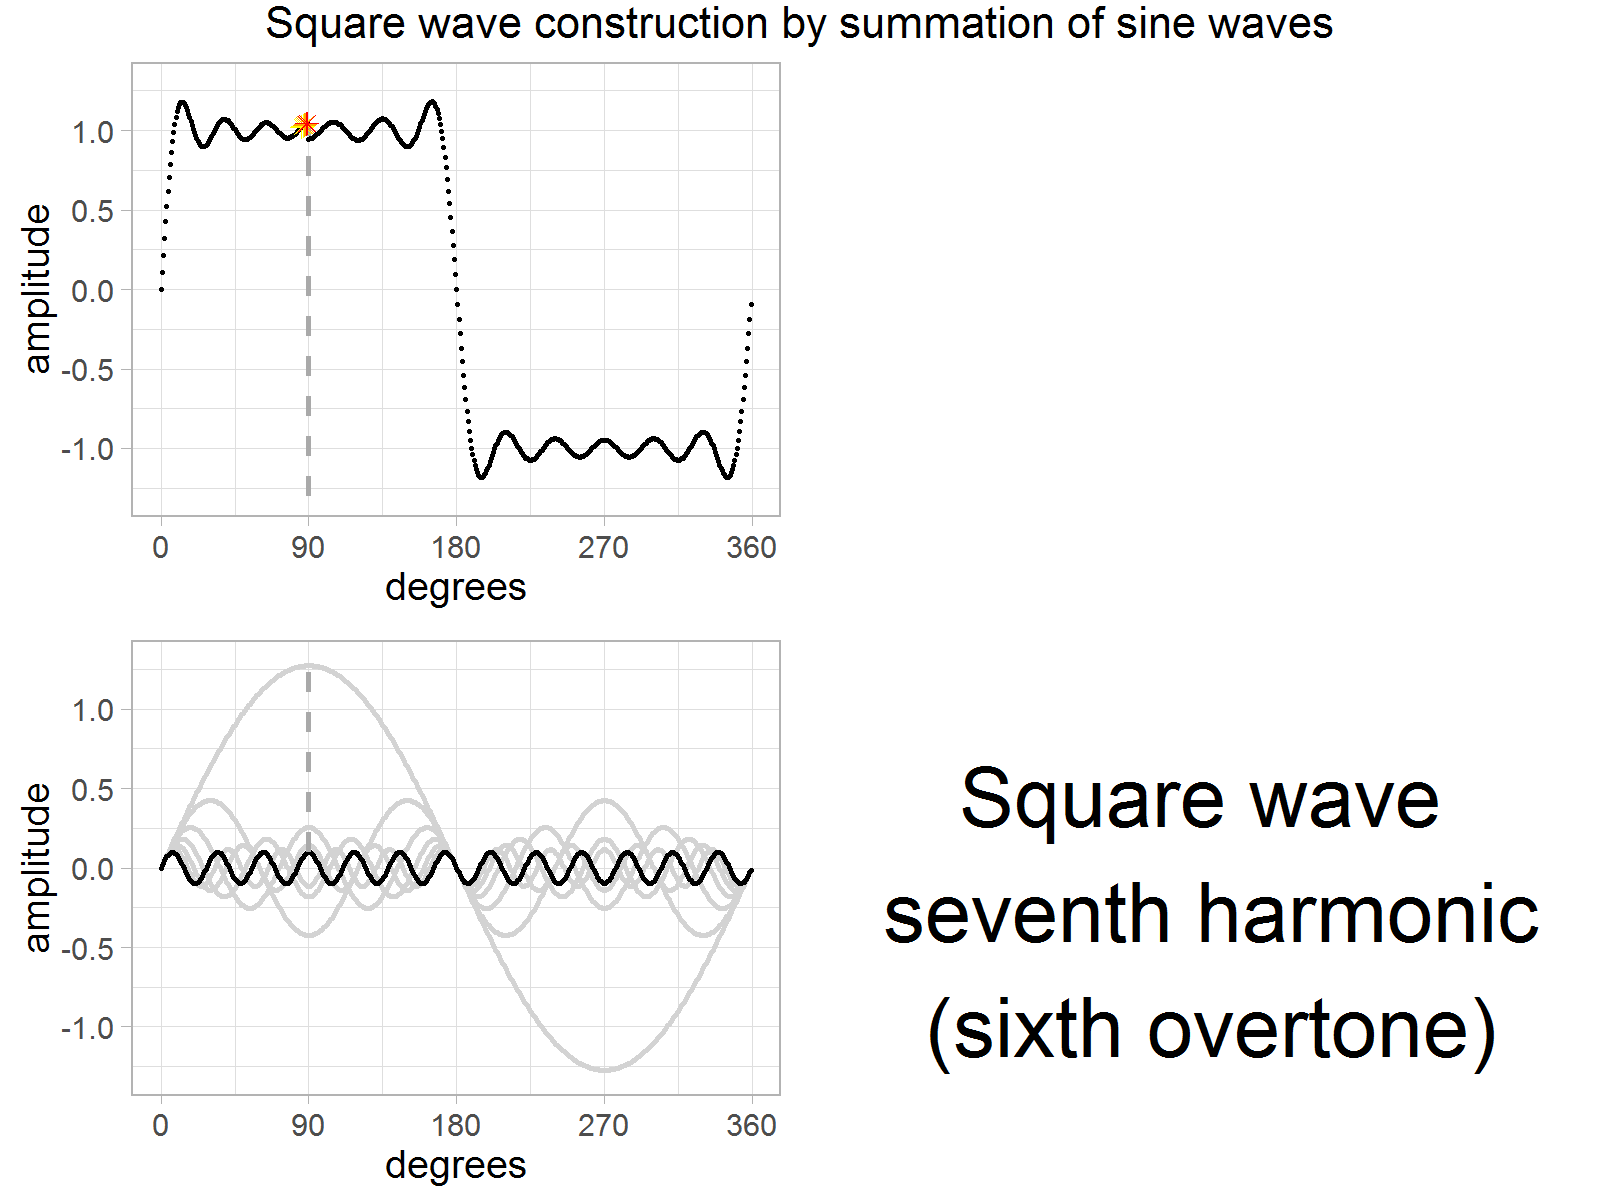 Square wave construction by summation of sine waves
amplitude
1.0
0.5
0.0
-0.5
-1.0
0 90 180 270 360
degrees
amplitude
1.0
0.5
0.0
-0.5
-1.0
0 90 180 270 360
degrees
Square wave
seventh harmonic
(sixth overtone)